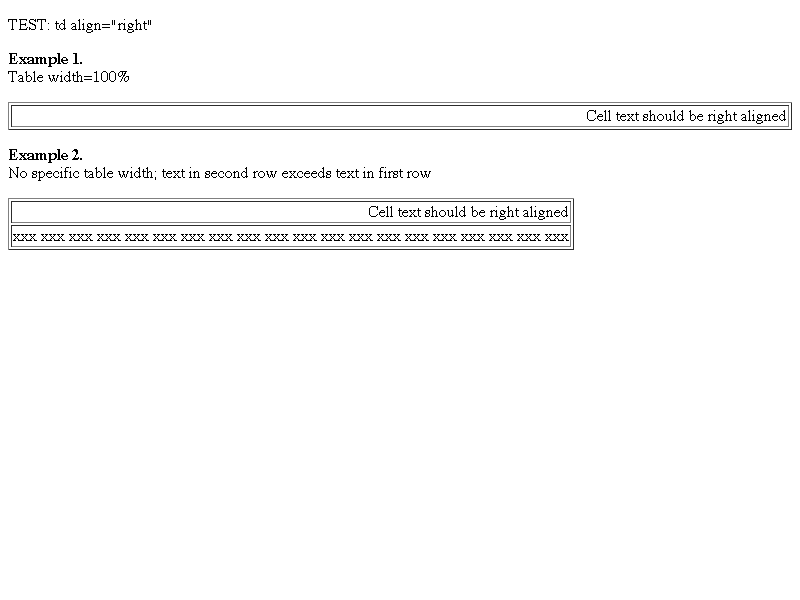 TEST: td align="right"
Example 1.
Table width=100%
Cell text should be right aligned
Example 2.
No specific table width; text in second row exceeds text in first row
Cell text should be right aligned
xxx xxx xxx xxx xxx xxx xxx xxx xxx xxx xxx xxx xxx xxx xxx xxx xxx xxx xxx xxx